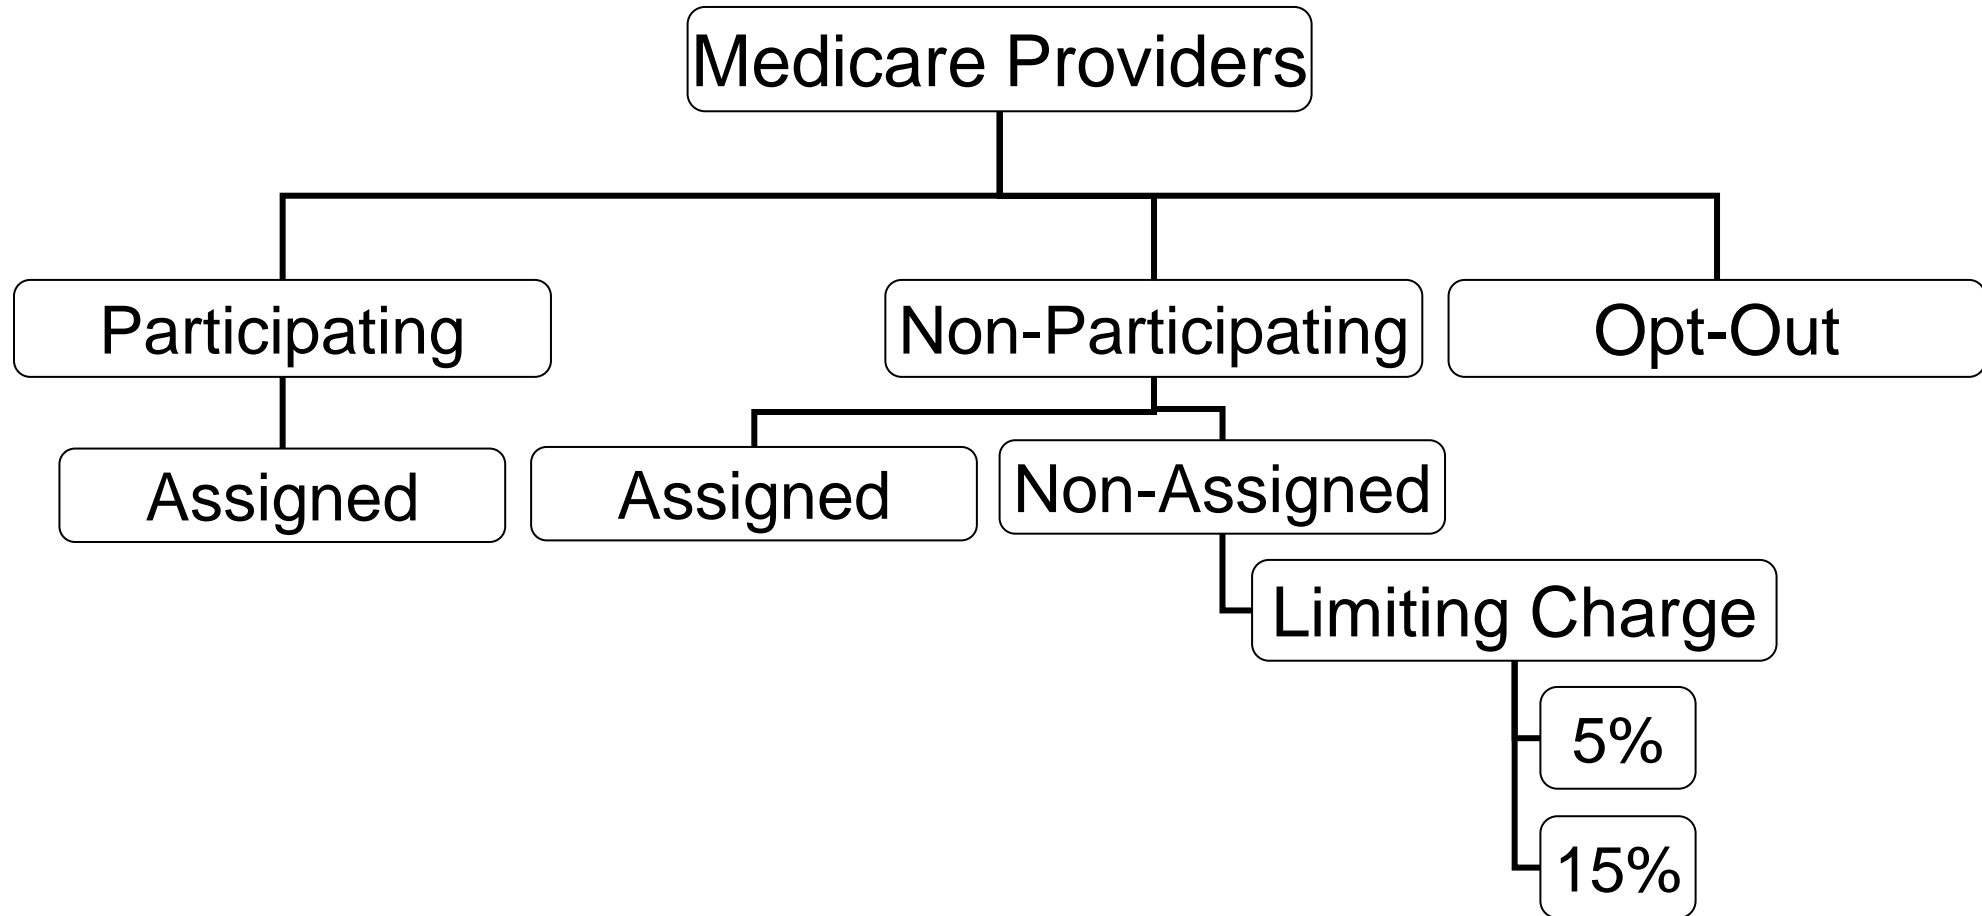 Medicare Providers
Participating
Non-Participating
Opt-Out
Assigned
Assigned
Non-Assigned
Limiting Charge
5%
15%